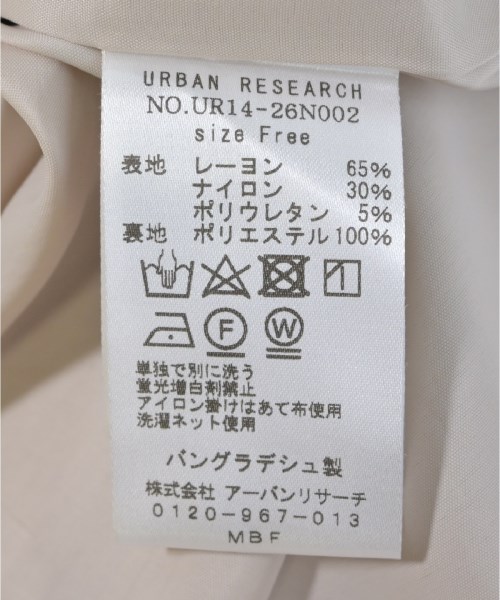 URBAN RESEARCH
NO.UR14-26N002
size Free
表地 レーヨン 65%
ナイロン 30%
ポリウレタン 5%
裏地 ポリエステル 100%
F W
単独で別に洗う
蛍光増白剤禁止
アイロン掛けはあて布使用
洗濯ネット使用
バングラデシュ製
株式会社 アーバンリサーチ
0120-967-013
MBF